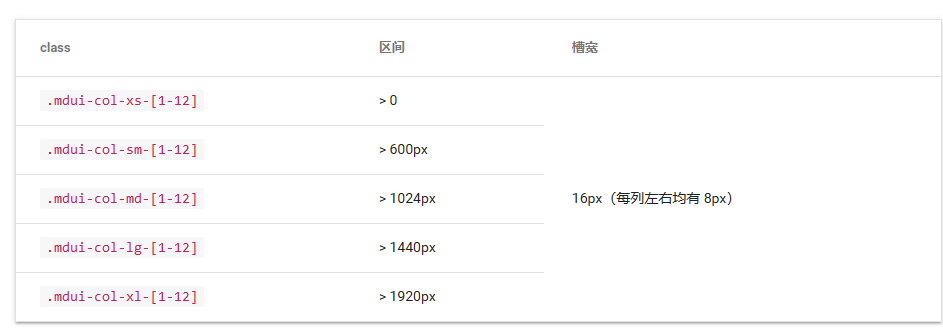 class 区间 槽宽
.mdui-col-xs-[1-12] > 0
.mdui-col-sm-[1-12] > 600px
.mdui-col-md-[1-12] > 1024px 16px（每列左右均有 8px）
.mdui-col-lg-[1-12] > 1440px
.mdui-col-xl-[1-12] > 1920px